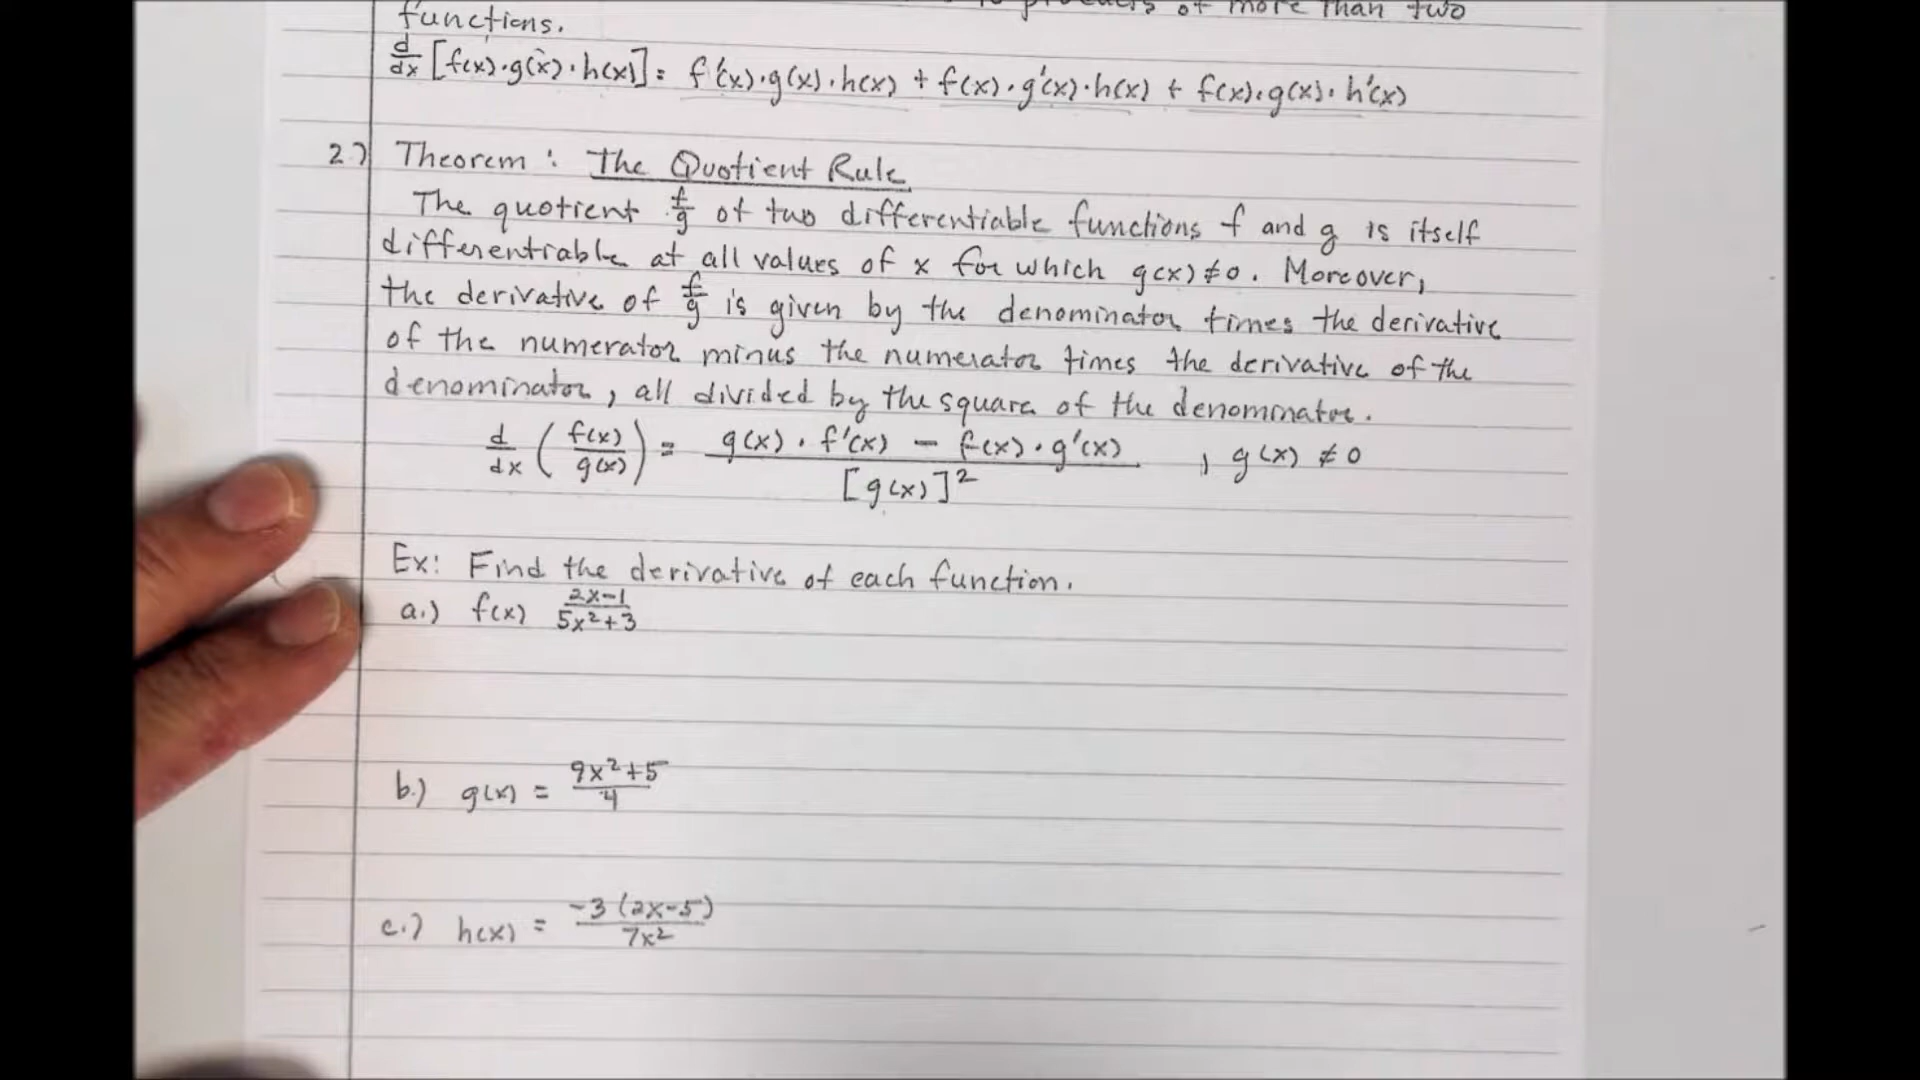 of more than two
functions.
d/dx [f(x)·g(x)·h(x)] = f'(x)·g(x)·h(x) + f(x)·g'(x)·h(x) + f(x)·g(x)·h'(x)
2.) Theorem : The Quotient Rule
The quotient f/g of two differentiable functions f and g is itself
differentiable at all values of x for which g(x)≠0. Moreover,
the derivative of f/g is given by the denominator times the derivative
of the numerator minus the numerator times the derivative of the
denominator, all divided by the square of the denominator.
d/dx (f(x)/g(x)) = g(x)·f'(x) − f(x)·g'(x) / [g(x)]² , g(x) ≠ 0
Ex: Find the derivative of each function.
a.) f(x) 2x-1/5x²+3
b.) g(x) = 9x²+5/4
c.) h(x) = -3(2x-5)/7x²